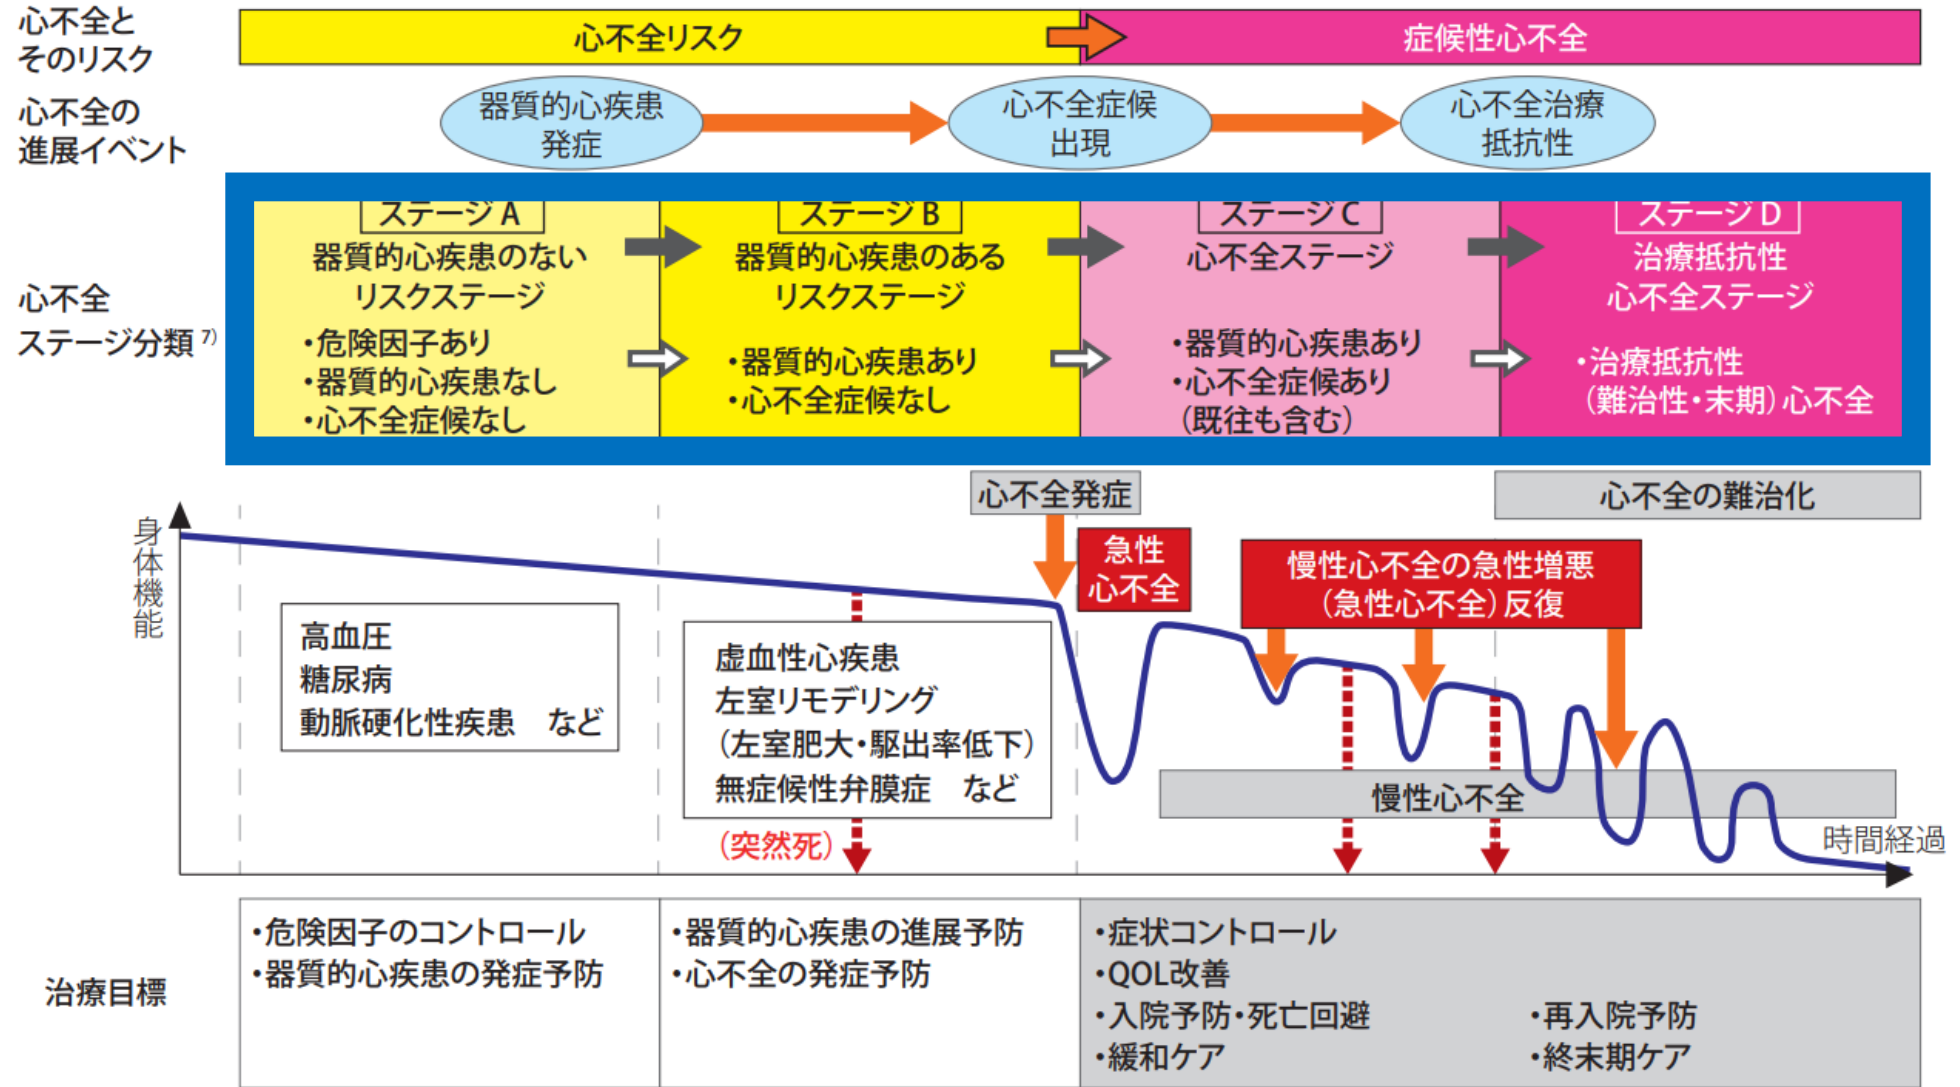 心不全と
そのリスク
心不全リスク
症候性心不全
心不全の
進展イベント
器質的心疾患
発症
心不全症候
出現
心不全治療
抵抗性
心不全
ステージ分類 7)
ステージ A
器質的心疾患のない
リスクステージ
・危険因子あり
・器質的心疾患なし
・心不全症候なし
ステージ B
器質的心疾患のある
リスクステージ
・器質的心疾患あり
・心不全症候なし
ステージ C
心不全ステージ
・器質的心疾患あり
・心不全症候あり
(既往も含む)
ステージ D
治療抵抗性
心不全ステージ
・治療抵抗性
(難治性・末期)心不全
心不全発症
心不全の難治化
身体機能
急性
心不全
慢性心不全の急性増悪
(急性心不全)反復
高血圧
糖尿病
動脈硬化性疾患 など
虚血性心疾患
左室リモデリング
(左室肥大・駆出率低下)
無症候性弁膜症 など
(突然死)
慢性心不全
時間経過
治療目標
・危険因子のコントロール
・器質的心疾患の発症予防
・器質的心疾患の進展予防
・心不全の発症予防
・症状コントロール
・QOL改善
・入院予防・死亡回避
・緩和ケア
・再入院予防
・終末期ケア